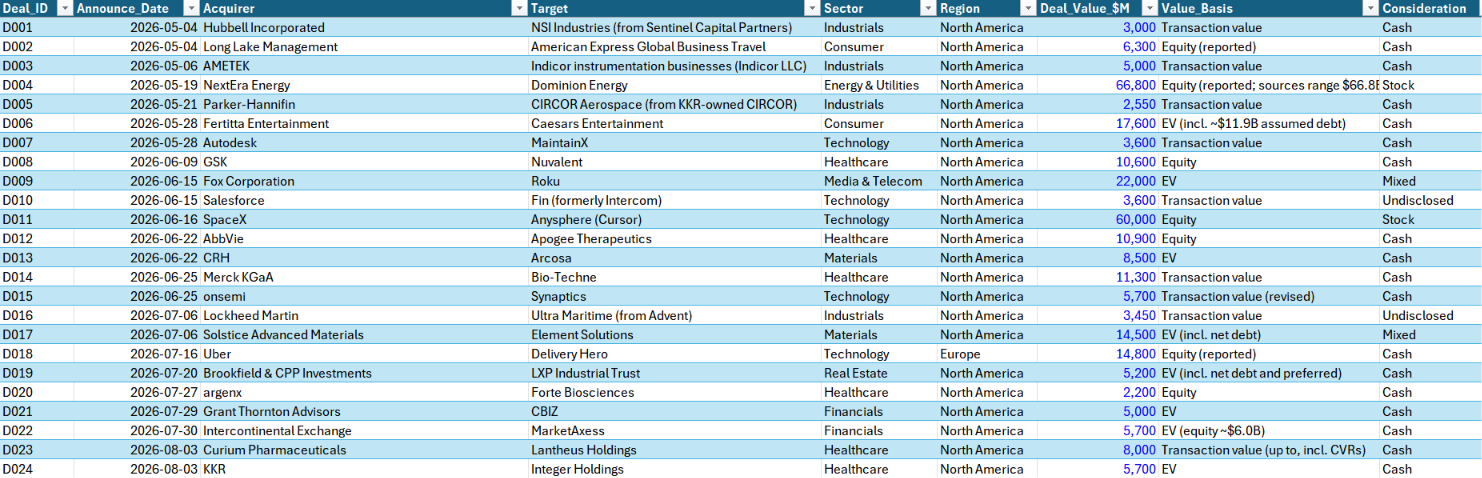 Deal_ID Announce_Date Acquirer Target Sector Region Deal_Value_$M Value_Basis Consideration
D001 2026-05-04 Hubbell Incorporated NSI Industries (from Sentinel Capital Partners) Industrials North America 3,000 Transaction value Cash
D002 2026-05-04 Long Lake Management American Express Global Business Travel Consumer North America 6,300 Equity (reported) Cash
D003 2026-05-06 AMETEK Indicor instrumentation businesses (Indicor LLC) Industrials North America 5,000 Transaction value Cash
D004 2026-05-19 NextEra Energy Dominion Energy Energy & Utilities North America 66,800 Equity (reported; sources range $66.8B Stock
D005 2026-05-21 Parker-Hannifin CIRCOR Aerospace (from KKR-owned CIRCOR) Industrials North America 2,550 Transaction value Cash
D006 2026-05-28 Fertitta Entertainment Caesars Entertainment Consumer North America 17,600 EV (incl. ~$11.9B assumed debt) Cash
D007 2026-05-28 Autodesk MaintainX Technology North America 3,600 Transaction value Cash
D008 2026-06-09 GSK Nuvalent Healthcare North America 10,600 Equity Cash
D009 2026-06-15 Fox Corporation Roku Media & Telecom North America 22,000 EV Mixed
D010 2026-06-15 Salesforce Fin (formerly Intercom) Technology North America 3,600 Transaction value Undisclosed
D011 2026-06-16 SpaceX Anysphere (Cursor) Technology North America 60,000 Equity Stock
D012 2026-06-22 AbbVie Apogee Therapeutics Healthcare North America 10,900 Equity Cash
D013 2026-06-22 CRH Arcosa Materials North America 8,500 EV Cash
D014 2026-06-25 Merck KGaA Bio-Techne Healthcare North America 11,300 Transaction value Cash
D015 2026-06-25 onsemi Synaptics Technology North America 5,700 Transaction value (revised) Cash
D016 2026-07-06 Lockheed Martin Ultra Maritime (from Advent) Industrials North America 3,450 Transaction value Undisclosed
D017 2026-07-06 Solstice Advanced Materials Element Solutions Materials North America 14,500 EV (incl. net debt) Mixed
D018 2026-07-16 Uber Delivery Hero Technology Europe 14,800 Equity (reported) Cash
D019 2026-07-20 Brookfield & CPP Investments LXP Industrial Trust Real Estate North America 5,200 EV (incl. net debt and preferred) Cash
D020 2026-07-27 argenx Forte Biosciences Healthcare North America 2,200 Equity Cash
D021 2026-07-29 Grant Thornton Advisors CBIZ Financials North America 5,000 EV Cash
D022 2026-07-30 Intercontinental Exchange MarketAxess Financials North America 5,700 EV (equity ~$6.0B) Cash
D023 2026-08-03 Curium Pharmaceuticals Lantheus Holdings Healthcare North America 8,000 Transaction value (up to, incl. CVRs) Cash
D024 2026-08-03 KKR Integer Holdings Healthcare North America 5,700 EV Cash